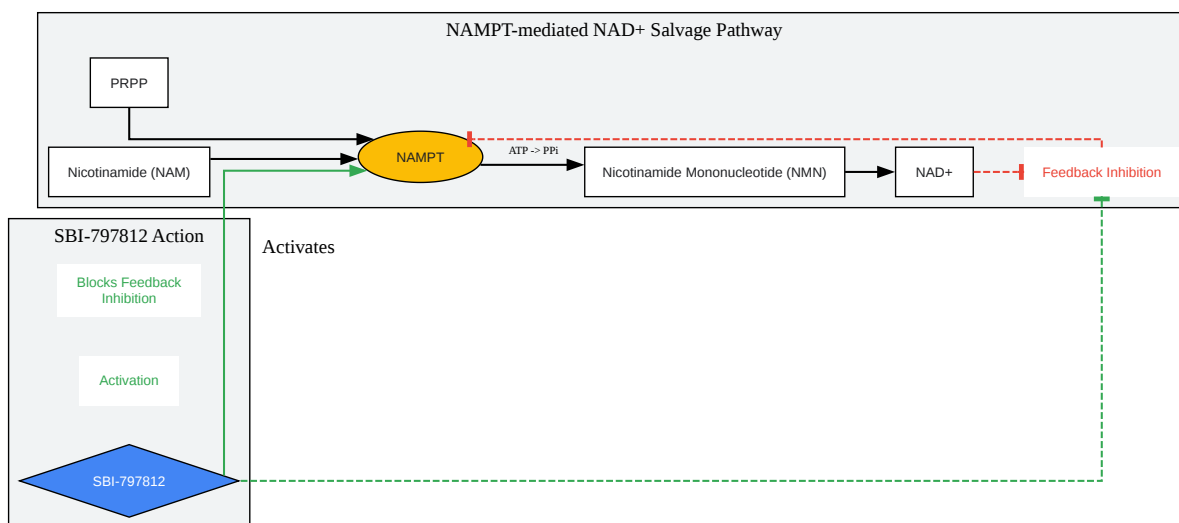 NAMPT-mediated NAD+ Salvage Pathway
PRPP
Nicotinamide (NAM)
NAMPT
ATP -> PPi
Nicotinamide Mononucleotide (NMN)
NAD+
Feedback Inhibition
SBI-797812 Action
Activates
Blocks Feedback
Inhibition
Activation
SBI-797812